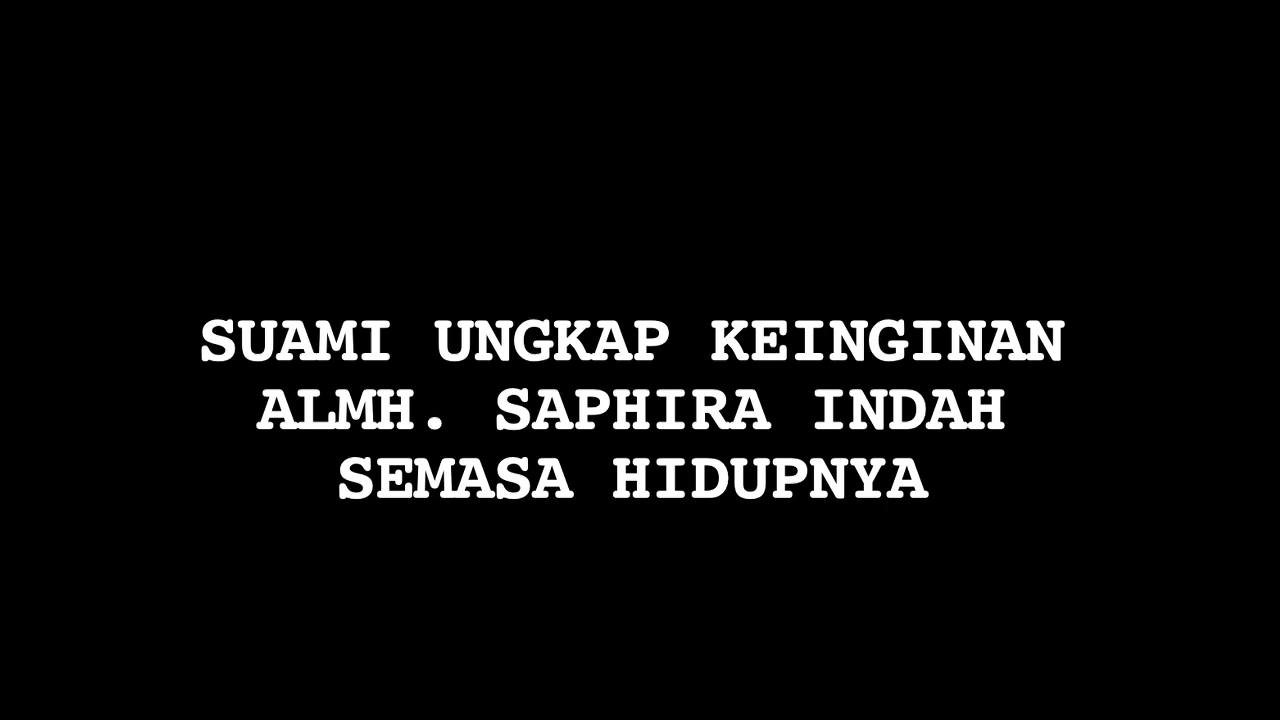 SUAMI UNGKAP KEINGINAN
ALMH. SAPHIRA INDAH
SEMASA HIDUPNYA